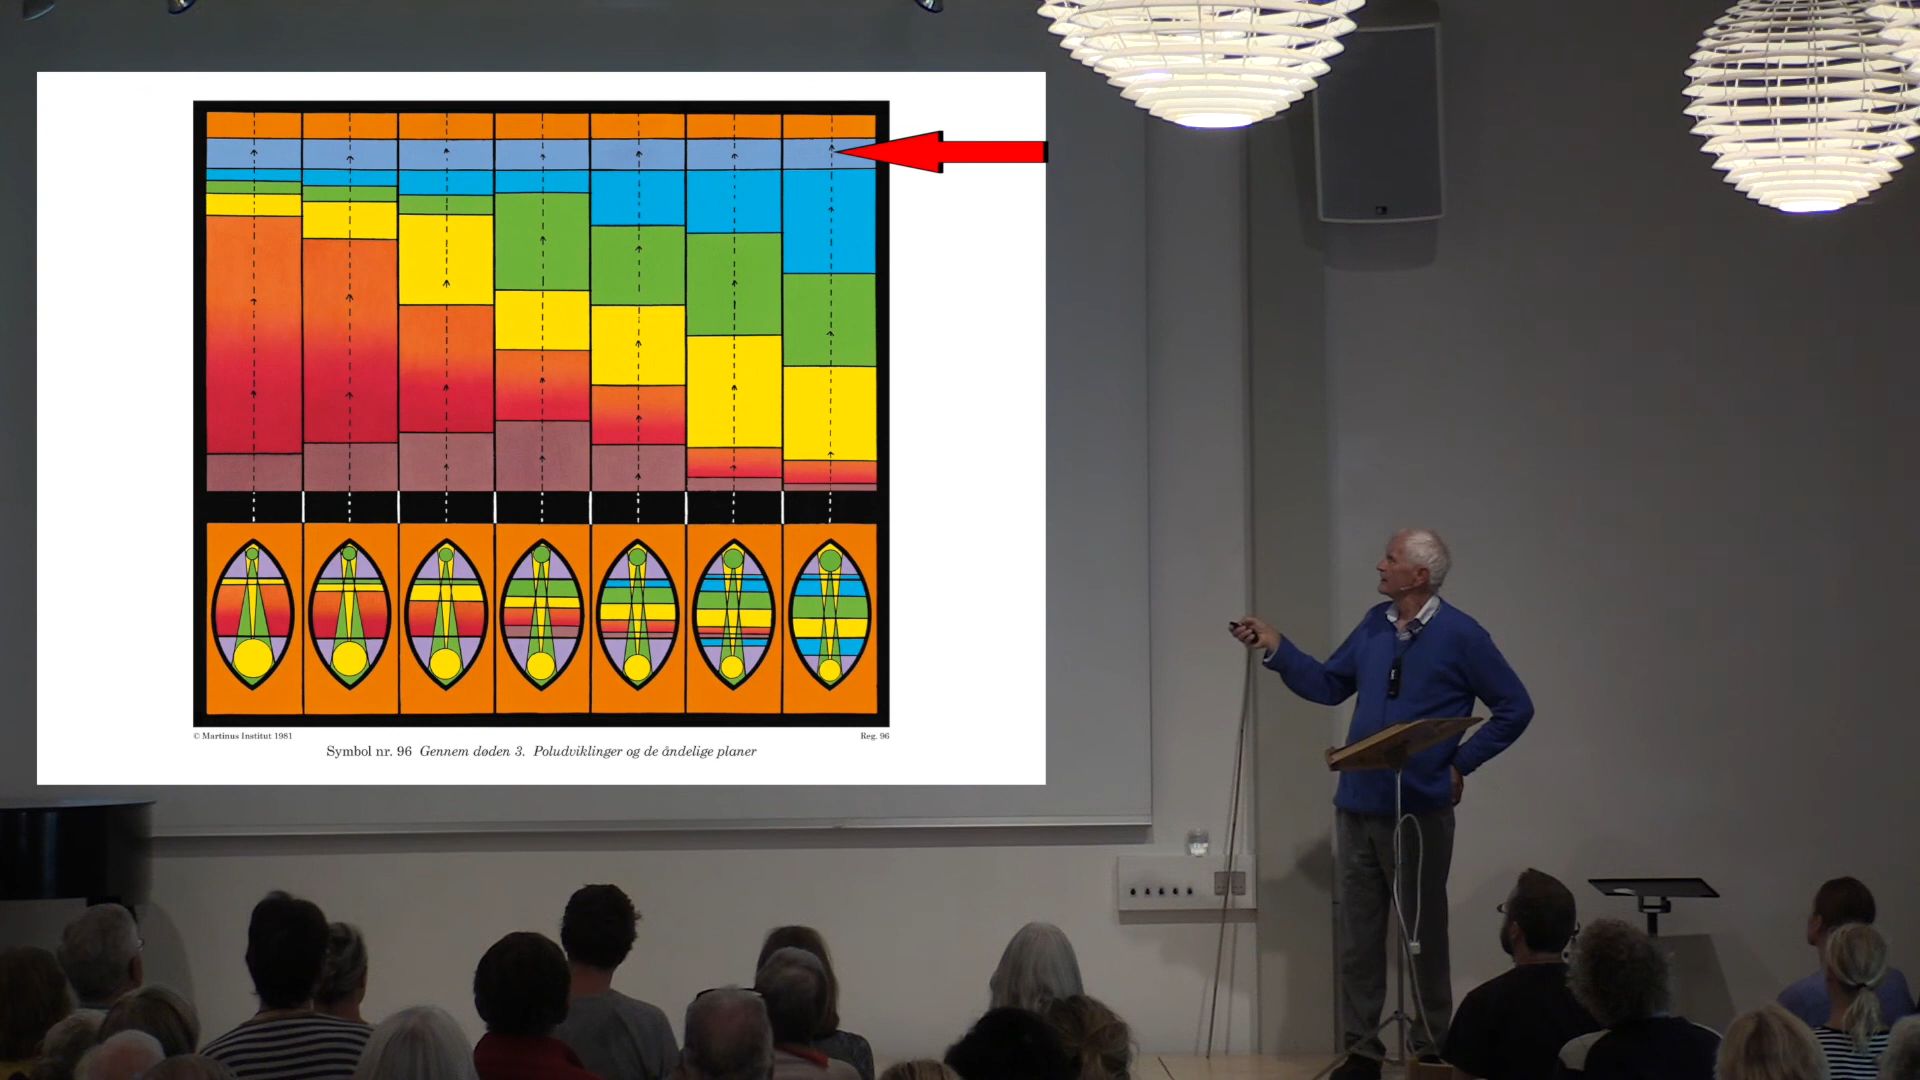 © Martinus Institut 1981
Reg. 96
Symbol nr. 96 Gennem døden 3. Poludviklinger og de åndelige planer